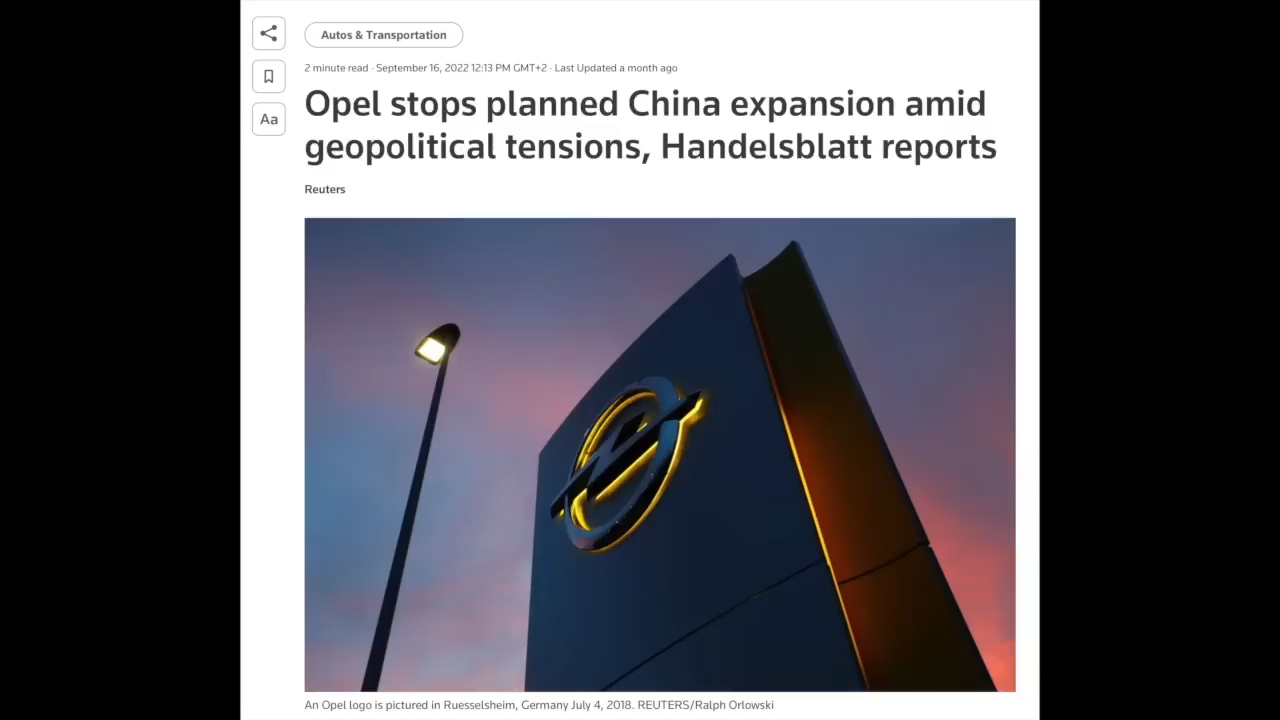 Autos & Transportation
2 minute read · September 16, 2022 12:13 PM GMT+2 · Last Updated a month ago
Opel stops planned China expansion amid
geopolitical tensions, Handelsblatt reports
Aa
Reuters
An Opel logo is pictured in Ruesselsheim, Germany July 4, 2018. REUTERS/Ralph Orlowski